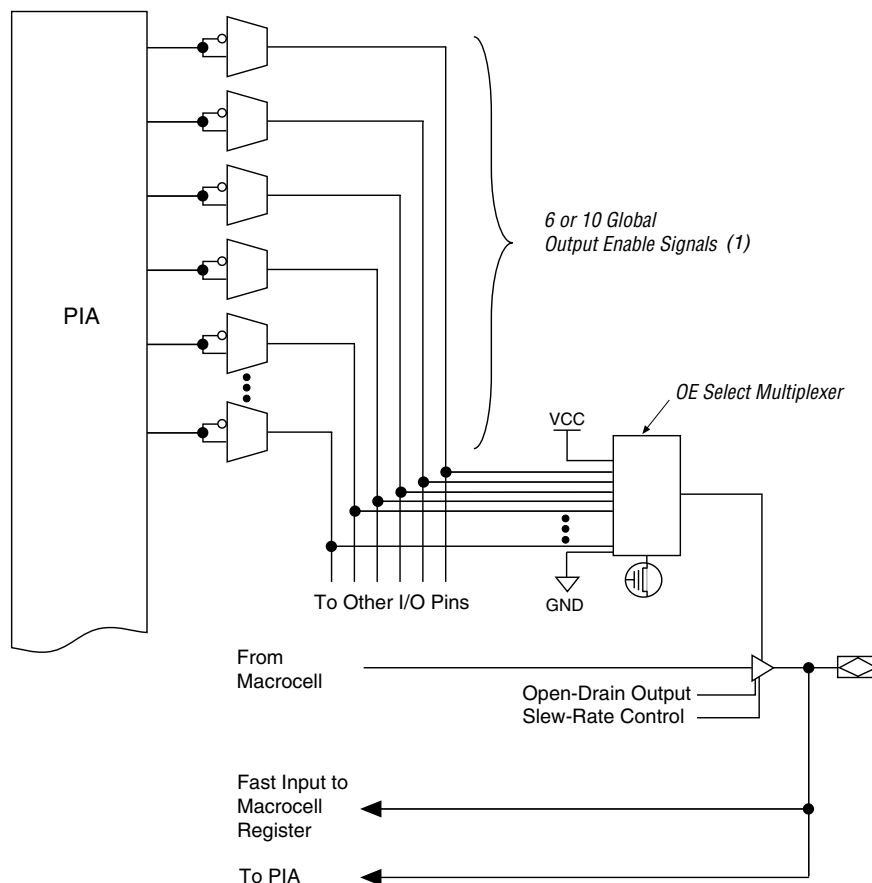 PIA
6 or 10 Global
Output Enable Signals (1)
OE Select Multiplexer
VCC
GND
To Other I/O Pins
From
Macrocell
Open-Drain Output
Slew-Rate Control
Fast Input to
Macrocell
Register
To PIA